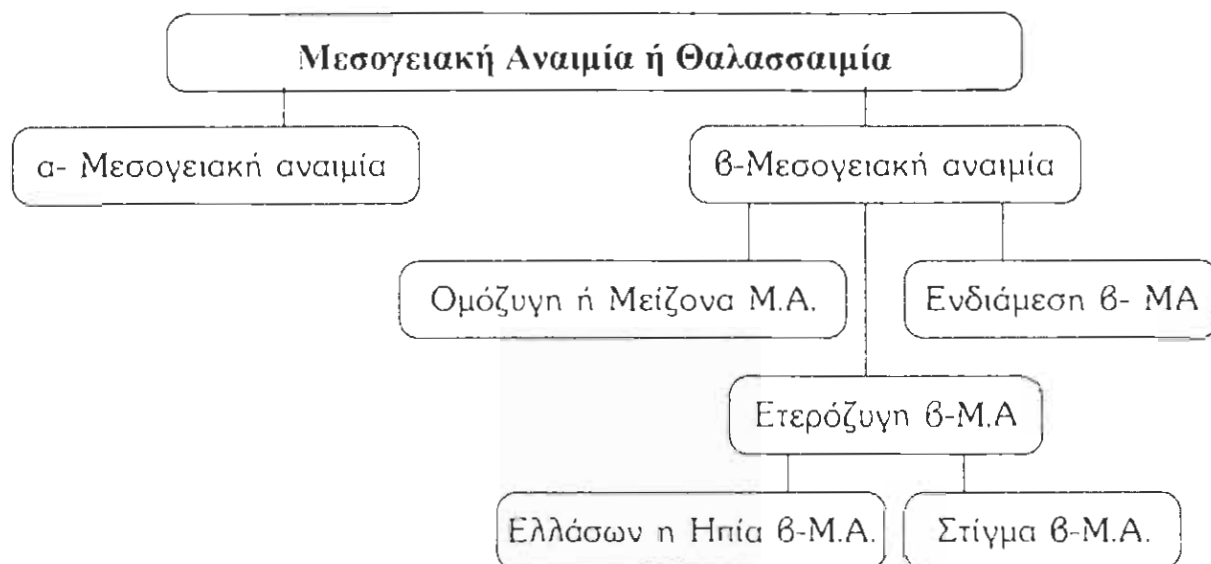 Μεσογειακή Αναιμία ή Θαλασσαιμία
α- Μεσογειακή αναιμία
β-Μεσογειακή αναιμία
Ομόζυγη ή Μείζονα Μ.Α.
Ενδιάμεση β- ΜΑ
Ετερόζυγη β-Μ.Α
Ελλάσων η Ηπία β-Μ.Α.
Στίγμα β-Μ.Α.